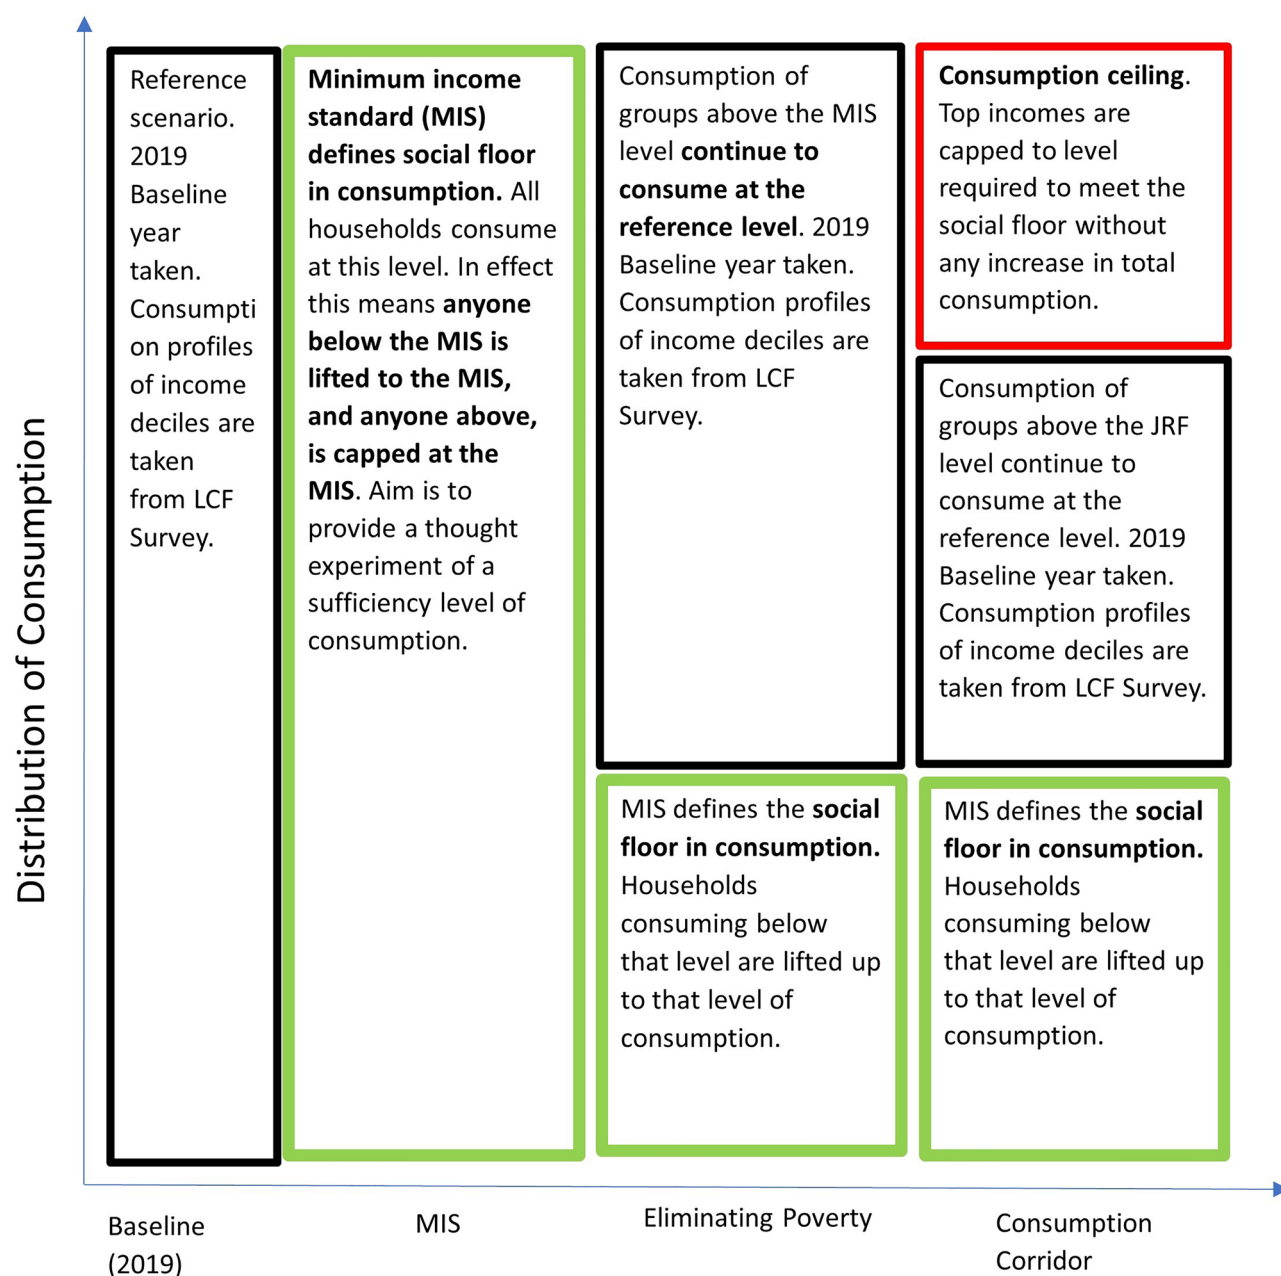 Distribution of Consumption
Reference
scenario.
2019
Baseline
year
taken.
Consumpti
on profiles
of income
deciles are
taken
from LCF
Survey.
Minimum income
standard (MIS)
defines social floor
in consumption. All
households consume
at this level. In effect
this means anyone
below the MIS is
lifted to the MIS,
and anyone above,
is capped at the
MIS. Aim is to
provide a thought
experiment of a
sufficiency level of
consumption.
Consumption of
groups above the MIS
level continue to
consume at the
reference level. 2019
Baseline year taken.
Consumption profiles
of income deciles are
taken from LCF
Survey.
MIS defines the social
floor in consumption.
Households
consuming below
that level are lifted up
to that level of
consumption.
Consumption ceiling.
Top incomes are
capped to level
required to meet the
social floor without
any increase in total
consumption.
Consumption of
groups above the JRF
level continue to
consume at the
reference level. 2019
Baseline year taken.
Consumption profiles
of income deciles are
taken from LCF Survey.
MIS defines the social
floor in consumption.
Households
consuming below
that level are lifted up
to that level of
consumption.
Baseline
(2019)
MIS
Eliminating Poverty
Consumption
Corridor